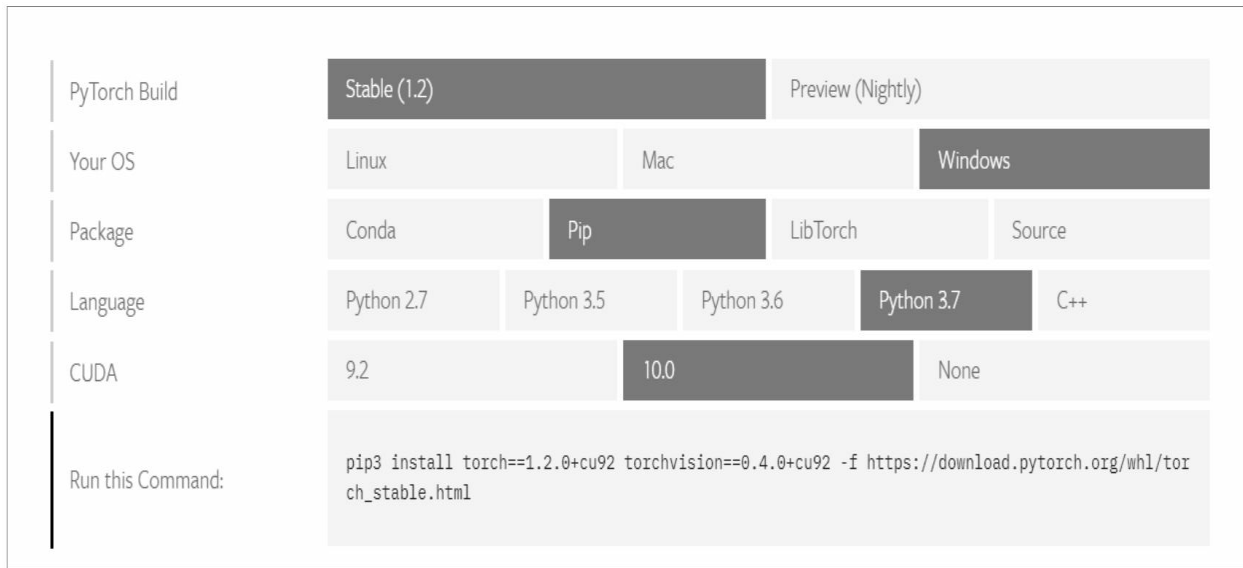 PyTorch Build Stable (1.2) Preview (Nightly)
Your OS Linux Mac Windows
Package Conda Pip LibTorch Source
Language Python 2.7 Python 3.5 Python 3.6 Python 3.7 C++
CUDA 9.2 10.0 None
Run this Command:
pip3 install torch==1.2.0+cu92 torchvision==0.4.0+cu92 -f https://download.pytorch.org/whl/tor
ch_stable.html